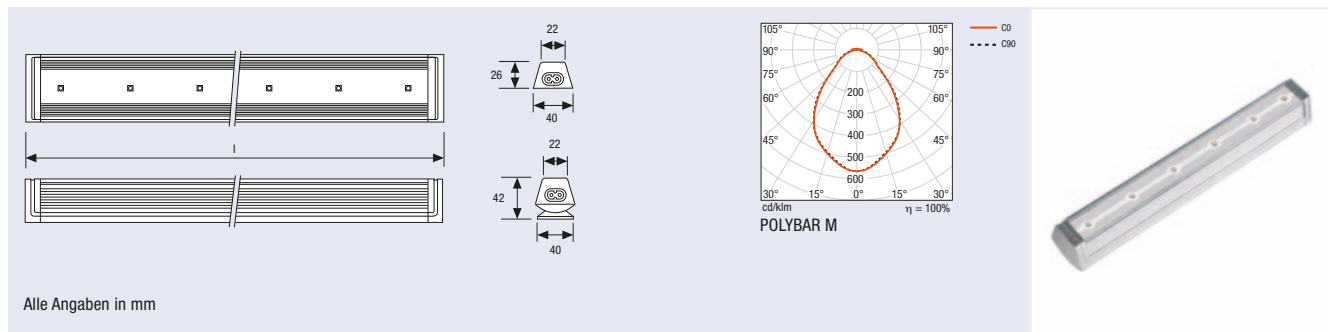 22
26
40
l
22
42
40
Alle Angaben in mm
105° 105°
90° 90°
75° 75°
60° 60°
45° 45°
200
300
400
500
600
30° 15° 0° 15° 30°
cd/klm η = 100%
POLYBAR M
C0
C90